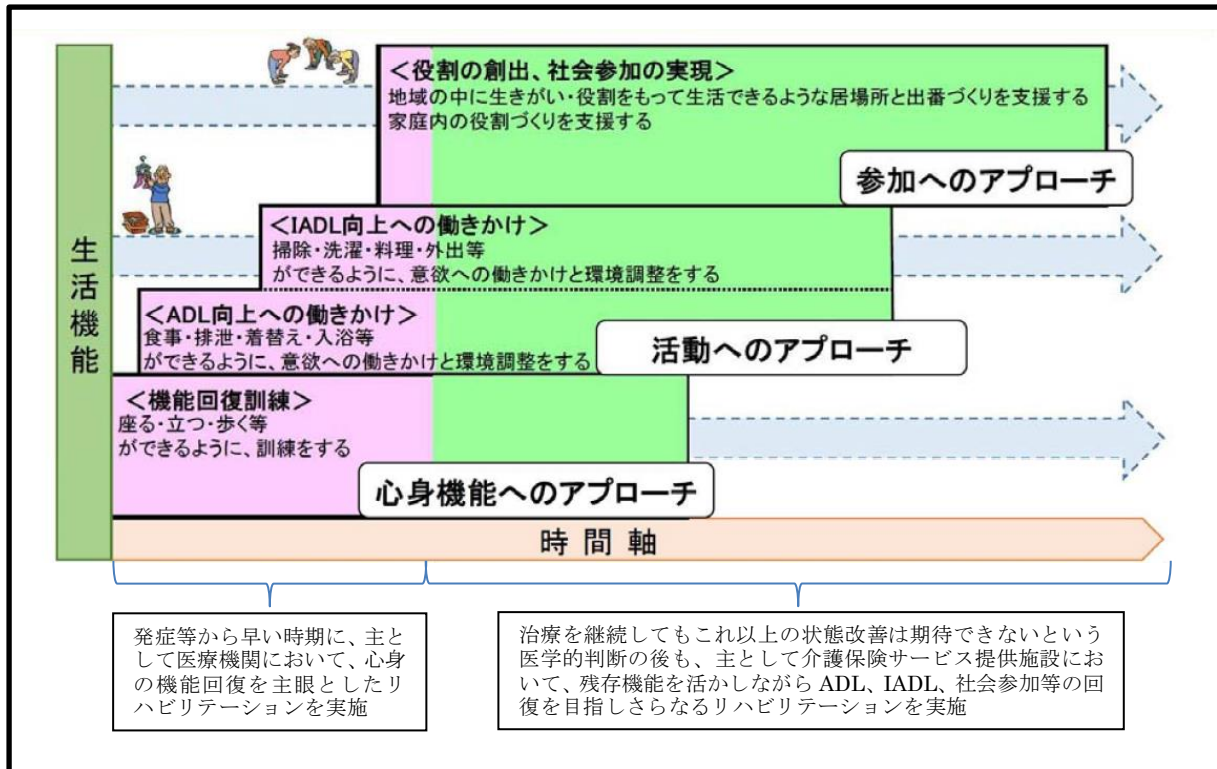 生活機能
<役割の創出、社会参加の実現>
地域の中に生きがい・役割をもって生活できるような居場所と出番づくりを支援する
家庭内の役割づくりを支援する
参加へのアプローチ
<IADL向上への働きかけ>
掃除・洗濯・料理・外出等
ができるように、意欲への働きかけと環境調整をする
<ADL向上への働きかけ>
食事・排泄・着替え・入浴等
ができるように、意欲への働きかけと環境調整をする
活動へのアプローチ
<機能回復訓練>
座る・立つ・歩く等
ができるように、訓練をする
心身機能へのアプローチ
時間軸
発症等から早い時期に、主と
して医療機関において、心身
の機能回復を主眼としたリ
ハビリテーションを実施
治療を継続してもこれ以上の状態改善は期待できないという
医学的判断の後も、主として介護保険サービス提供施設にお
いて、残存機能を活かしながら ADL、IADL、社会参加等の回
復を目指しさらなるリハビリテーションを実施